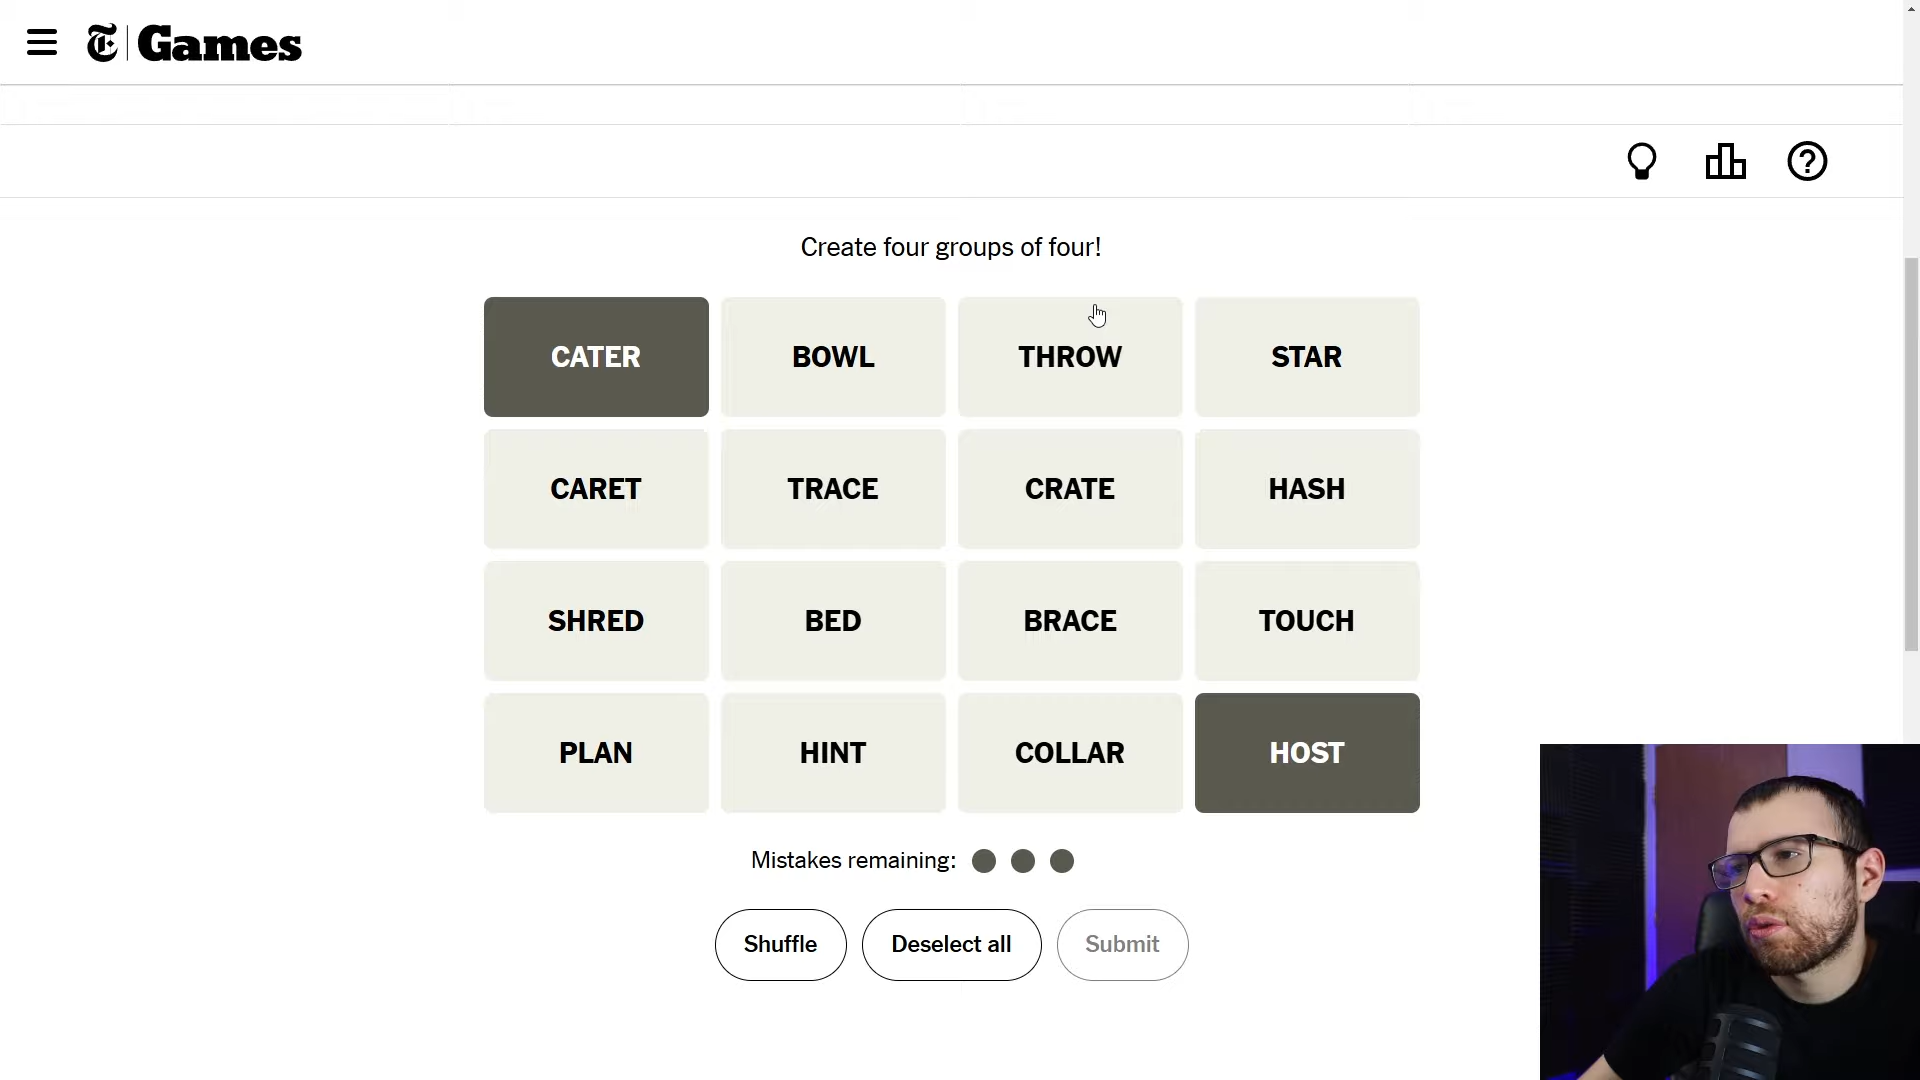 T Games
Create four groups of four!
CATER BOWL THROW STAR
CARET TRACE CRATE HASH
SHRED BED BRACE TOUCH
PLAN HINT COLLAR HOST
Mistakes remaining:
Shuffle Deselect all Submit